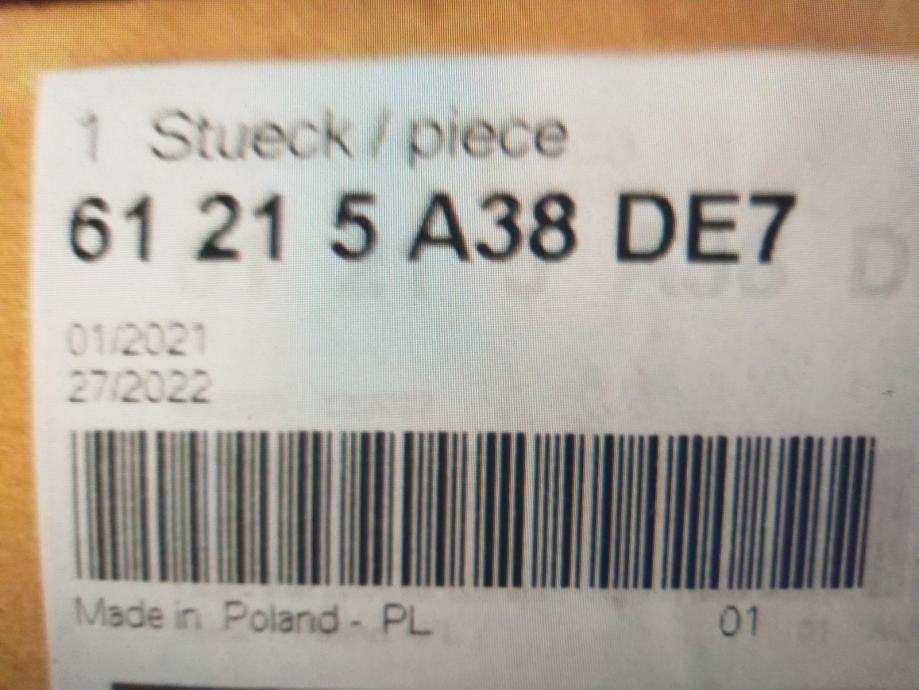 1 Stueck / piece
61 21 5 A38 DE7
01/2021
27/2022
Made in Poland - PL 01